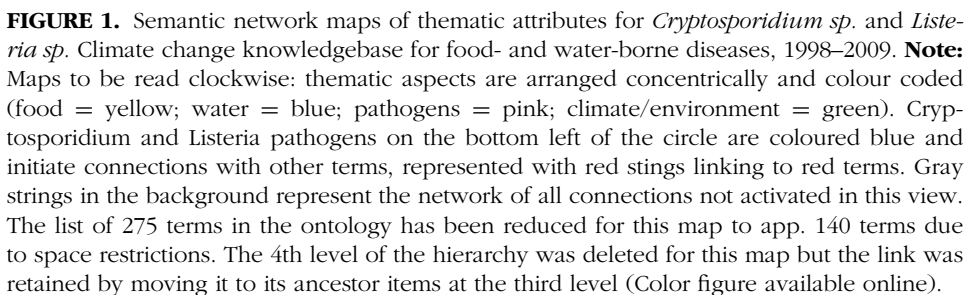 FIGURE 1. Semantic network maps of thematic attributes for Cryptosporidium sp. and Liste-
ria sp. Climate change knowledgebase for food- and water-borne diseases, 1998–2009. Note:
Maps to be read clockwise: thematic aspects are arranged concentrically and colour coded
(food = yellow; water = blue; pathogens = pink; climate/environment = green). Cryp-
tosporidium and Listeria pathogens on the bottom left of the circle are coloured blue and
initiate connections with other terms, represented with red stings linking to red terms. Gray
strings in the background represent the network of all connections not activated in this view.
The list of 275 terms in the ontology has been reduced for this map to app. 140 terms due
to space restrictions. The 4th level of the hierarchy was deleted for this map but the link was
retained by moving it to its ancestor items at the third level (Color figure available online).